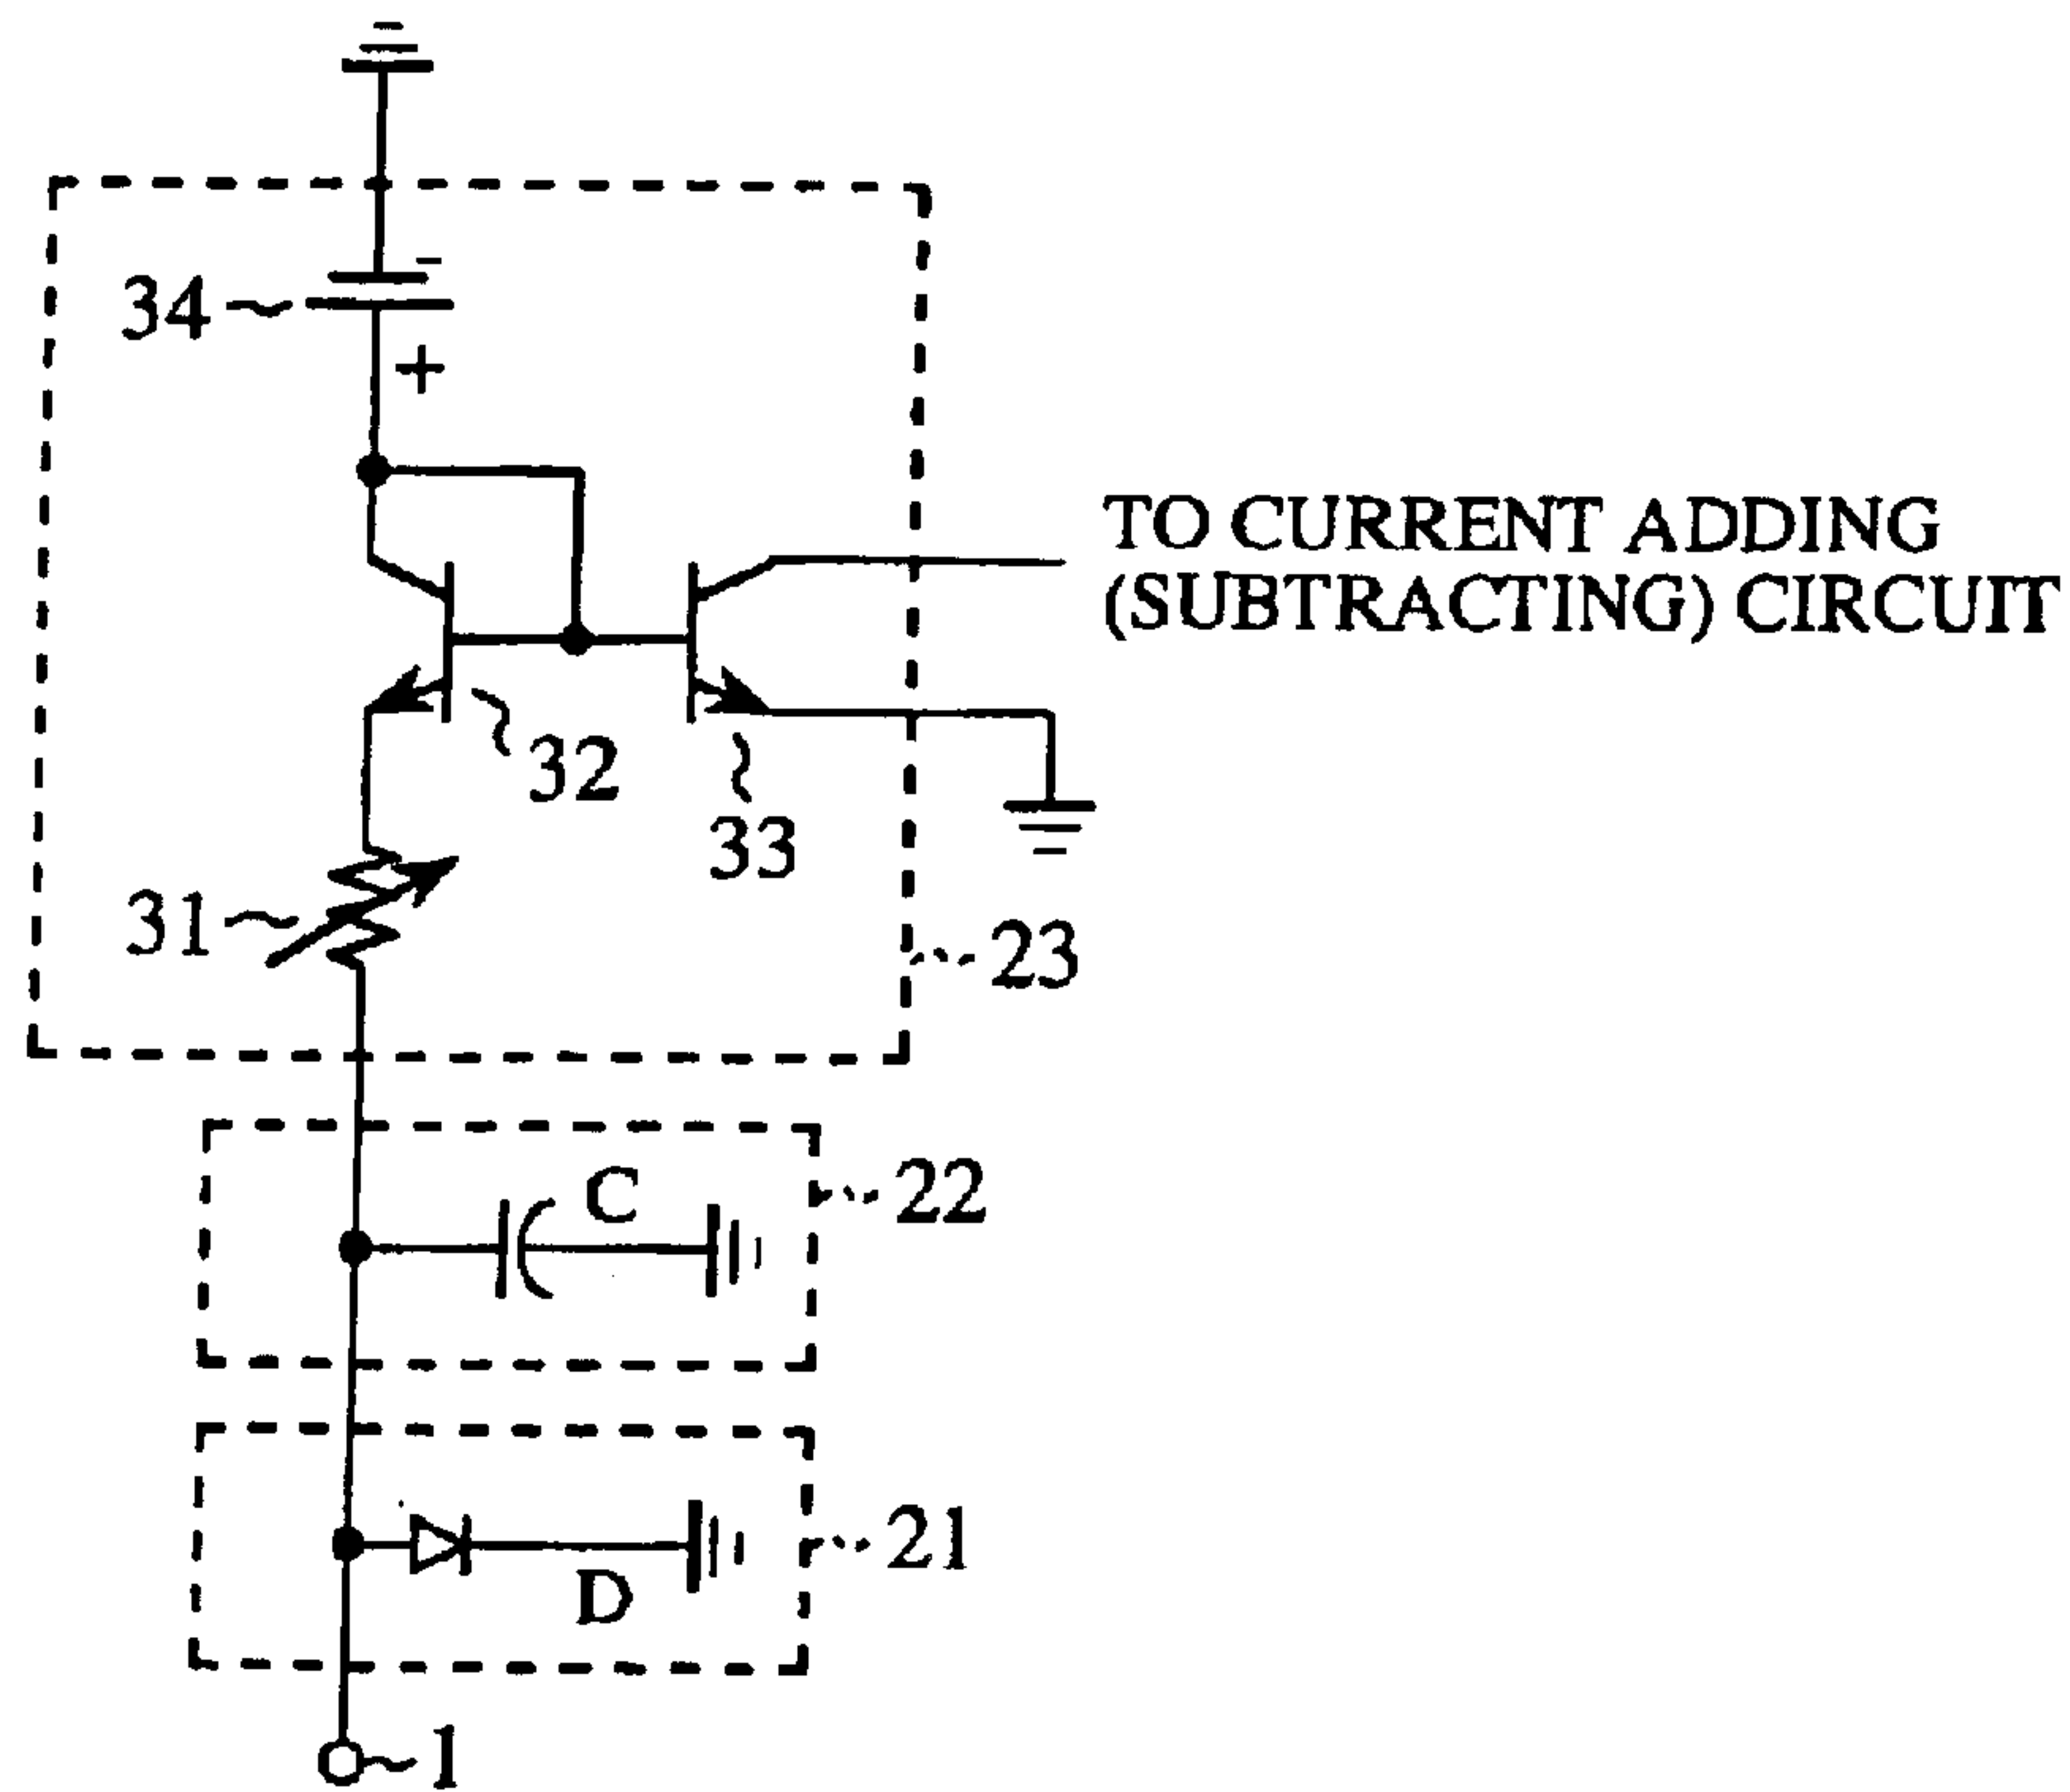 -
34
+
TO CURRENT ADDING
(SUBTRACTING) CIRCUIT
32
33
31
23
C
22
21
D
1